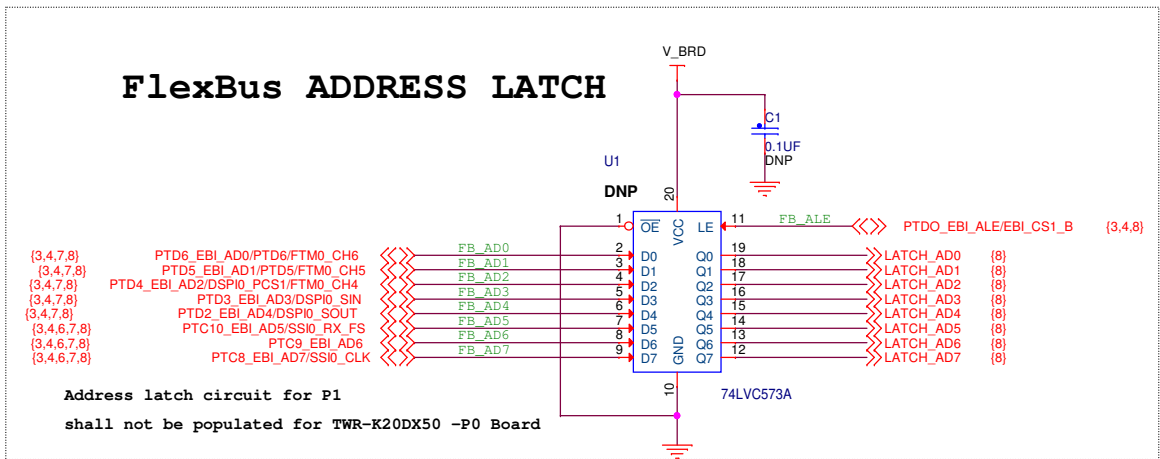 V_BRD
FlexBus ADDRESS LATCH
C1
0.1UF
DNP
U1
DNP
20
1 OE VCC LE 11 FB_ALE PTDO_EBI_ALE/EBI_CS1_B {3,4,8}
{3,4,7,8} PTD6_EBI_AD0/PTD6/FTM0_CH6 FB_AD0 2 D0 Q0 19 LATCH_AD0 {8}
{3,4,7,8} PTD5_EBI_AD1/PTD5/FTM0_CH5 FB_AD1 3 D1 Q1 18 LATCH_AD1 {8}
{3,4,7,8} PTD4_EBI_AD2/DSPI0_PCS1/FTM0_CH4 FB_AD2 4 D2 Q2 17 LATCH_AD2 {8}
{3,4,7,8} PTD3_EBI_AD3/DSPI0_SIN FB_AD3 5 D3 Q3 16 LATCH_AD3 {8}
{3,4,7,8} PTD2_EBI_AD4/DSPI0_SOUT FB_AD4 6 D4 Q4 15 LATCH_AD4 {8}
{3,4,6,7,8} PTC10_EBI_AD5/SSI0_RX_FS FB_AD5 7 D5 Q5 14 LATCH_AD5 {8}
{3,4,6,7,8} PTC9_EBI_AD6 FB_AD6 8 D6 Q6 13 LATCH_AD6 {8}
{3,4,6,7,8} PTC8_EBI_AD7/SSI0_CLK FB_AD7 9 D7 GND Q7 12 LATCH_AD7 {8}
10
74LVC573A
Address latch circuit for P1
shall not be populated for TWR-K20DX50 -P0 Board